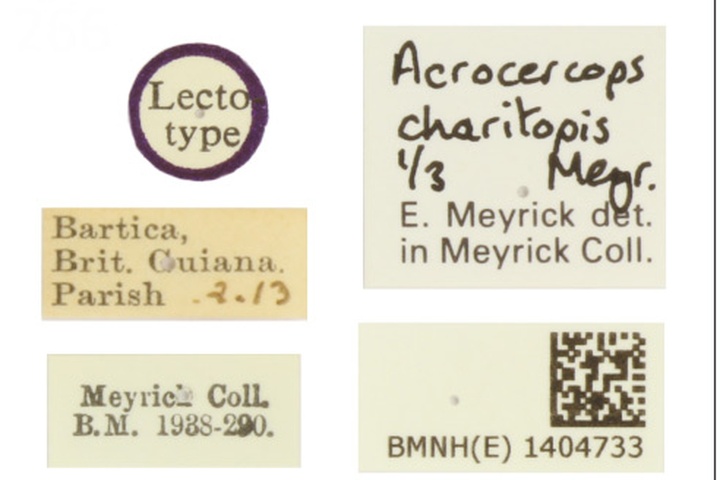 Lecto-
type
Bartica,
Brit. Guiana.
Parish .2.13
Meyrick Coll.
B.M. 1938-290.
Acrocercops
charitopis
1/3 Meyr.
E. Meyrick det.
in Meyrick Coll.
BMNH(E) 1404733